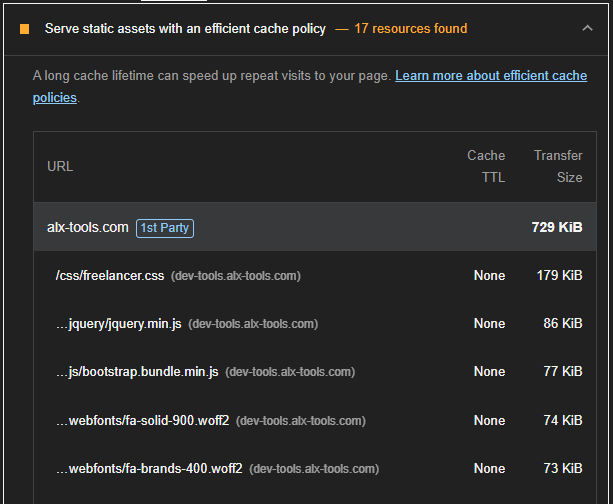 Serve static assets with an efficient cache policy — 17 resources found
A long cache lifetime can speed up repeat visits to your page. Learn more about efficient cache
policies.
URL Cache TTL Transfer Size
alx-tools.com 1st Party 729 KiB
/css/freelancer.css (dev-tools.alx-tools.com) None 179 KiB
…jquery/jquery.min.js (dev-tools.alx-tools.com) None 86 KiB
…js/bootstrap.bundle.min.js (dev-tools.alx-tools.com) None 77 KiB
…webfonts/fa-solid-900.woff2 (dev-tools.alx-tools.com) None 74 KiB
…webfonts/fa-brands-400.woff2 (dev-tools.alx-tools.com) None 73 KiB